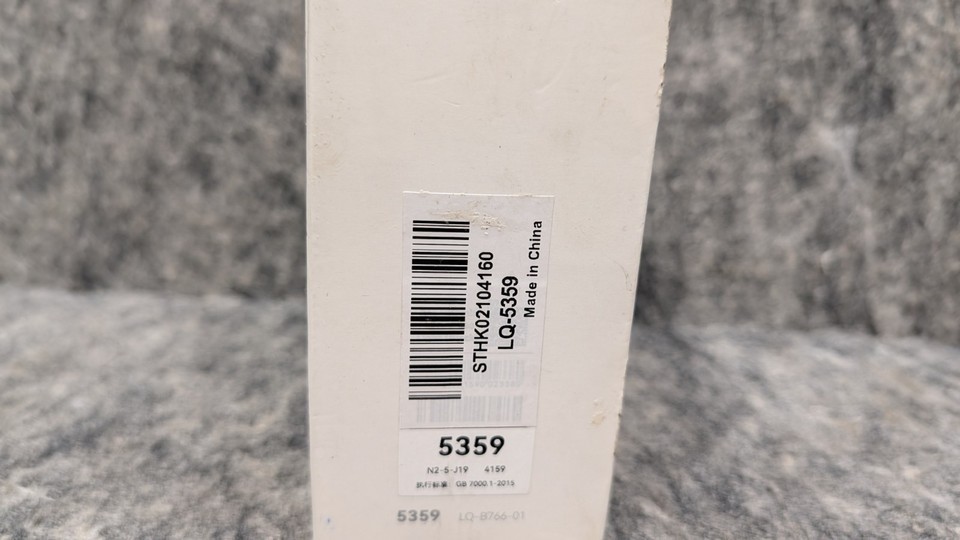 STHK02104160
LQ-5359
Made in China
5359
N2-5-J19 4159
执行标准 GB 7000.1-2015
5359 LQ-B766-01